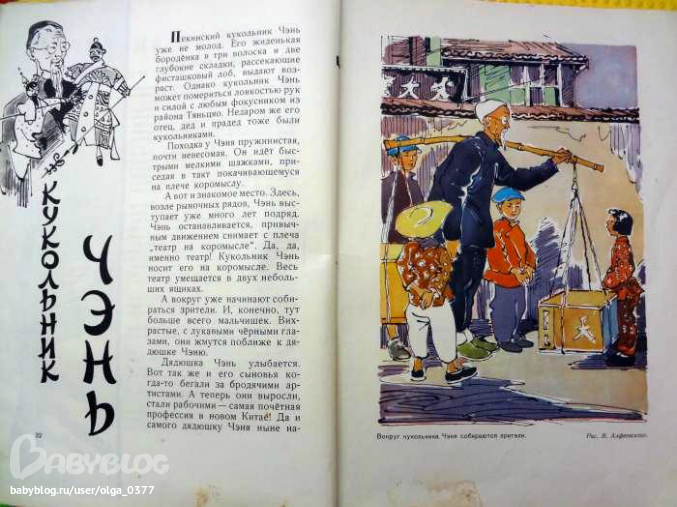 КУКОЛЬНИК
ЧЭНЬ
Пекинский кукольник Чэнь
уже не молод. Его жиденькая
бородёнка в три волоска и две
глубокие складки, рассекающие
фисташковый лоб, выдают воз-
раст. Однако кукольник Чэнь
может помериться ловкостью рук
и силой с любым фокусником из
района Тяньцяо. Недаром же его
отец, дед и прадед тоже были
кукольниками.
Походка у Чэня пружинистая,
почти невесомая. Он идёт быс-
трыми мелкими шажками, при-
седая в такт покачивающемуся
на плече коромыслу.
А вот и знакомое место. Здесь,
возле рыночных рядов, Чэнь выс-
тупает уже много лет подряд.
Чэнь останавливается, привыч-
ным движением снимает с плеча
„театр на коромысле". Да, да,
именно театр! Кукольник Чэнь
носит его на коромысле. Весь
театр умещается в двух неболь-
ших ящиках.
А вокруг уже начинают соби-
раться зрители. И, конечно, тут
больше всего мальчишек. Вих-
растые, с лукавыми чёрными гла-
зами, они жмутся поближе к дя-
дюшке Чэню.
Дядюшка Чэнь улыбается.
Вот так же и его сыновья ко-
гда-то бегали за бродячими ар-
тистами. А теперь они выросли,
стали рабочими — самая почётная
профессия в новом Китае! Да и
самого дядюшку Чэня ныне на-
32
Вокруг кукольника Чэня собираются зрители.
Рис. В. Алфеевского.
BABYBLOG
babyblog.ru/user/olga_0377